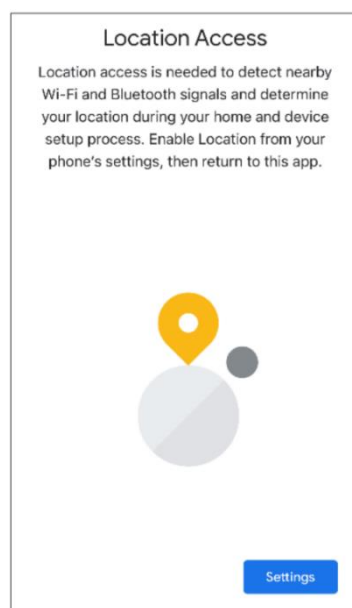 Location Access
Location access is needed to detect nearby
Wi-Fi and Bluetooth signals and determine
your location during your home and device
setup process. Enable Location from your
phone's settings, then return to this app.
Settings